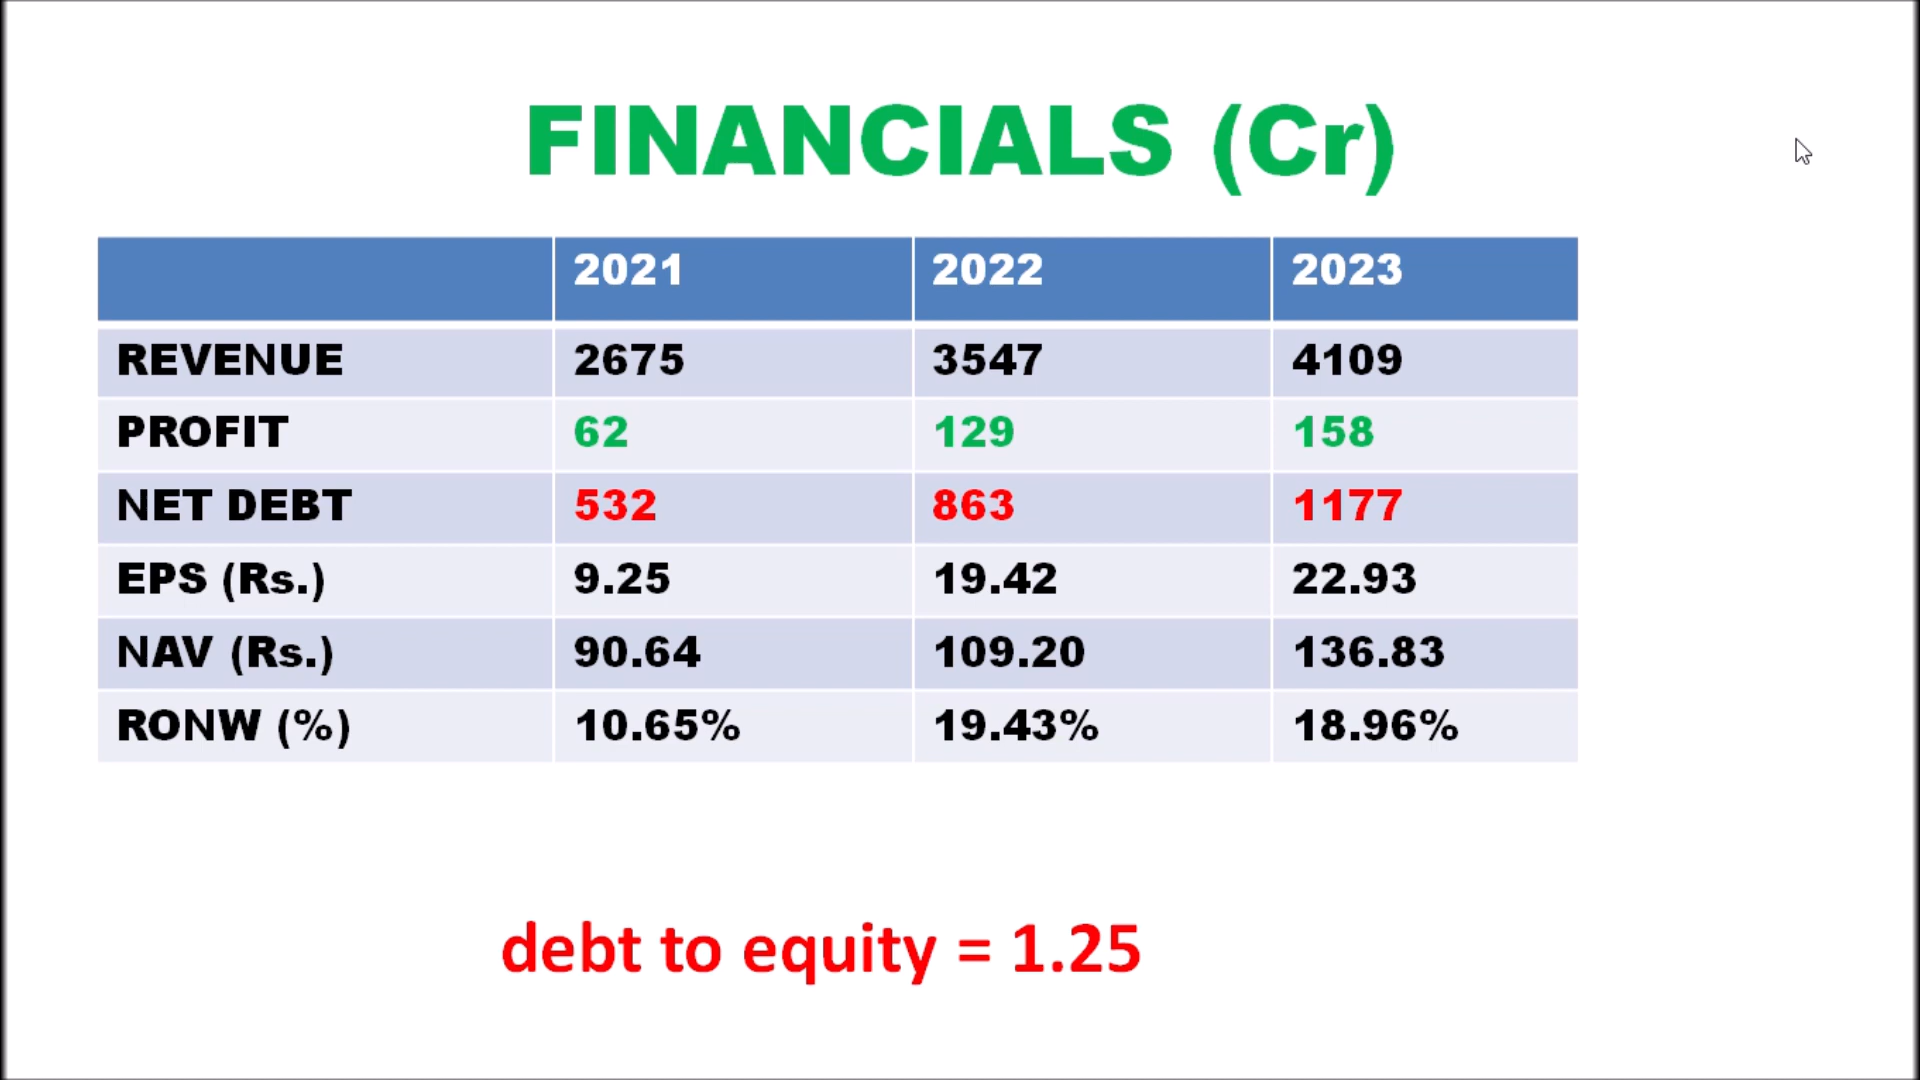 FINANCIALS (Cr)
2021 2022 2023
REVENUE 2675 3547 4109
PROFIT 62 129 158
NET DEBT 532 863 1177
EPS (Rs.) 9.25 19.42 22.93
NAV (Rs.) 90.64 109.20 136.83
RONW (%) 10.65% 19.43% 18.96%
debt to equity = 1.25